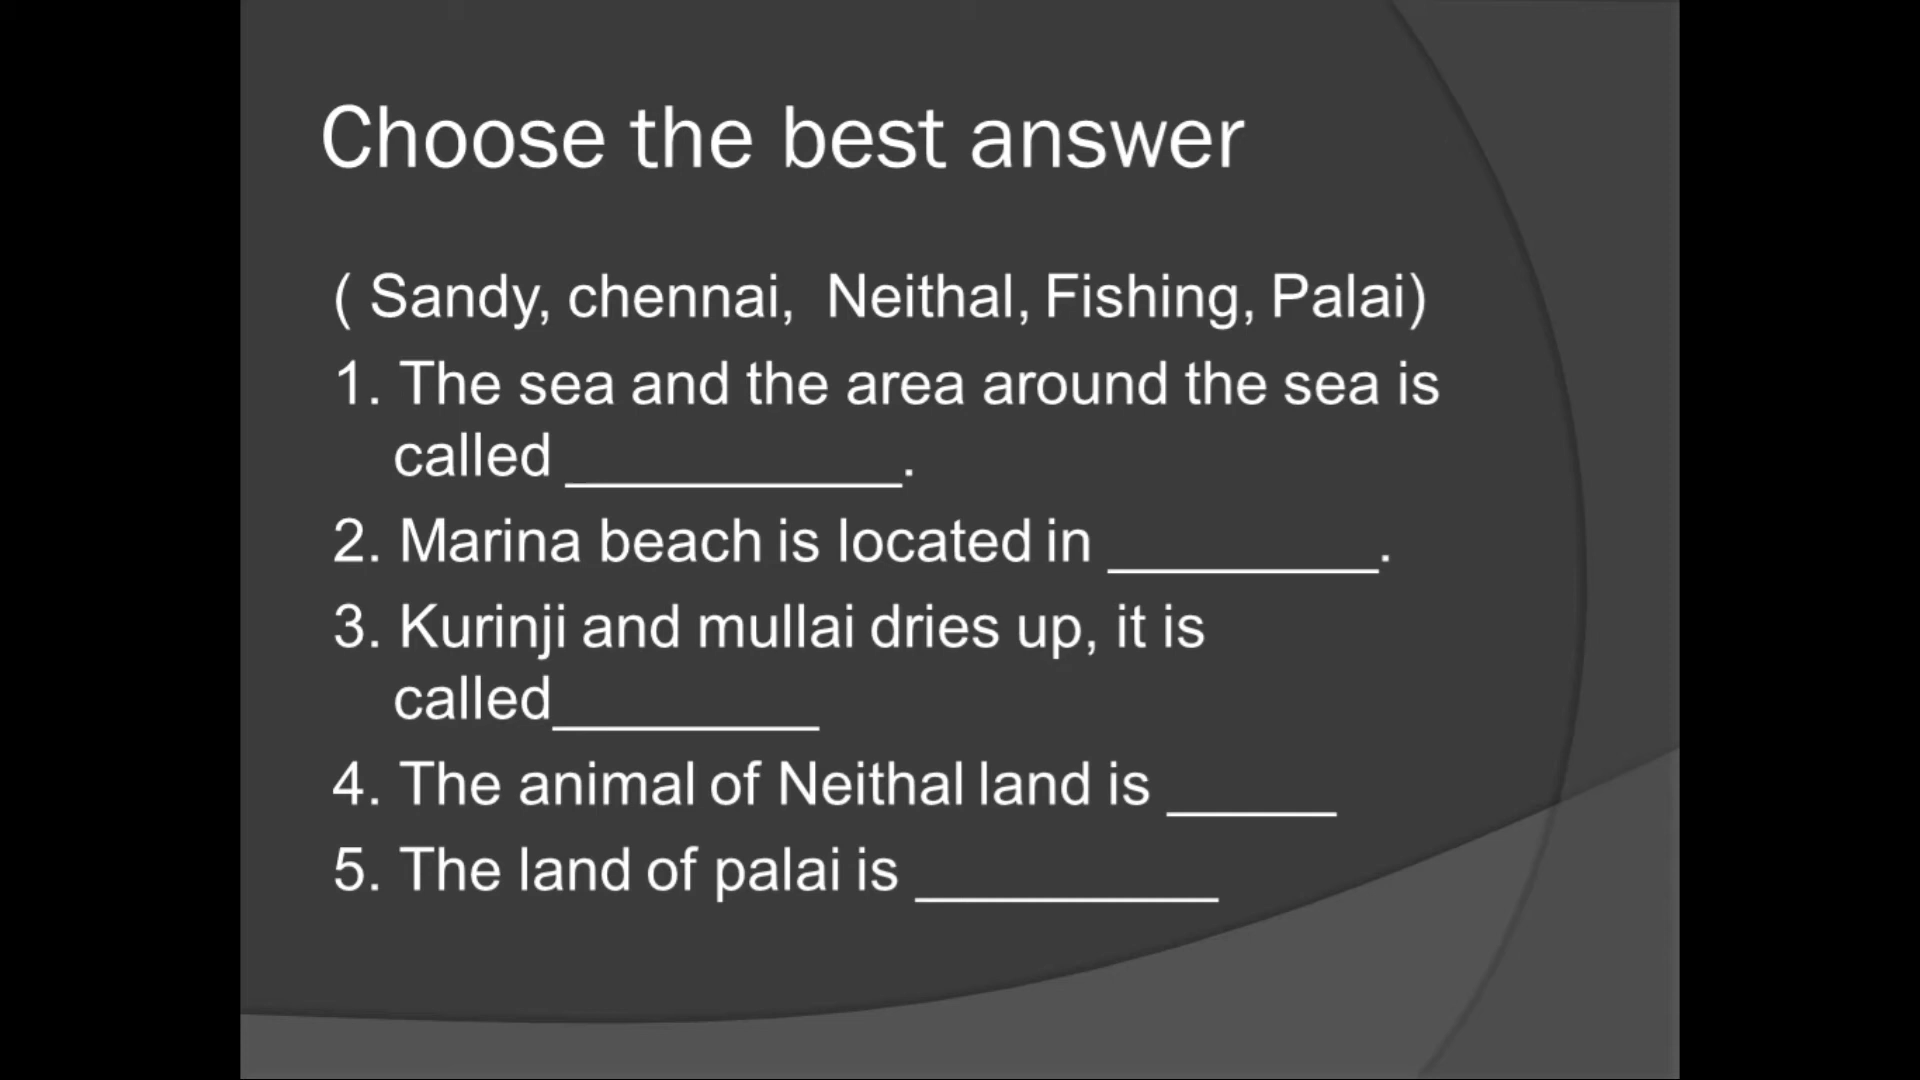 Choose the best answer
( Sandy, chennai,  Neithal, Fishing, Palai)
1. The sea and the area around the sea is
called __________.
2. Marina beach is located in ________.
3. Kurinji and mullai dries up, it is
called________
4. The animal of Neithal land is _____
5. The land of palai is _________